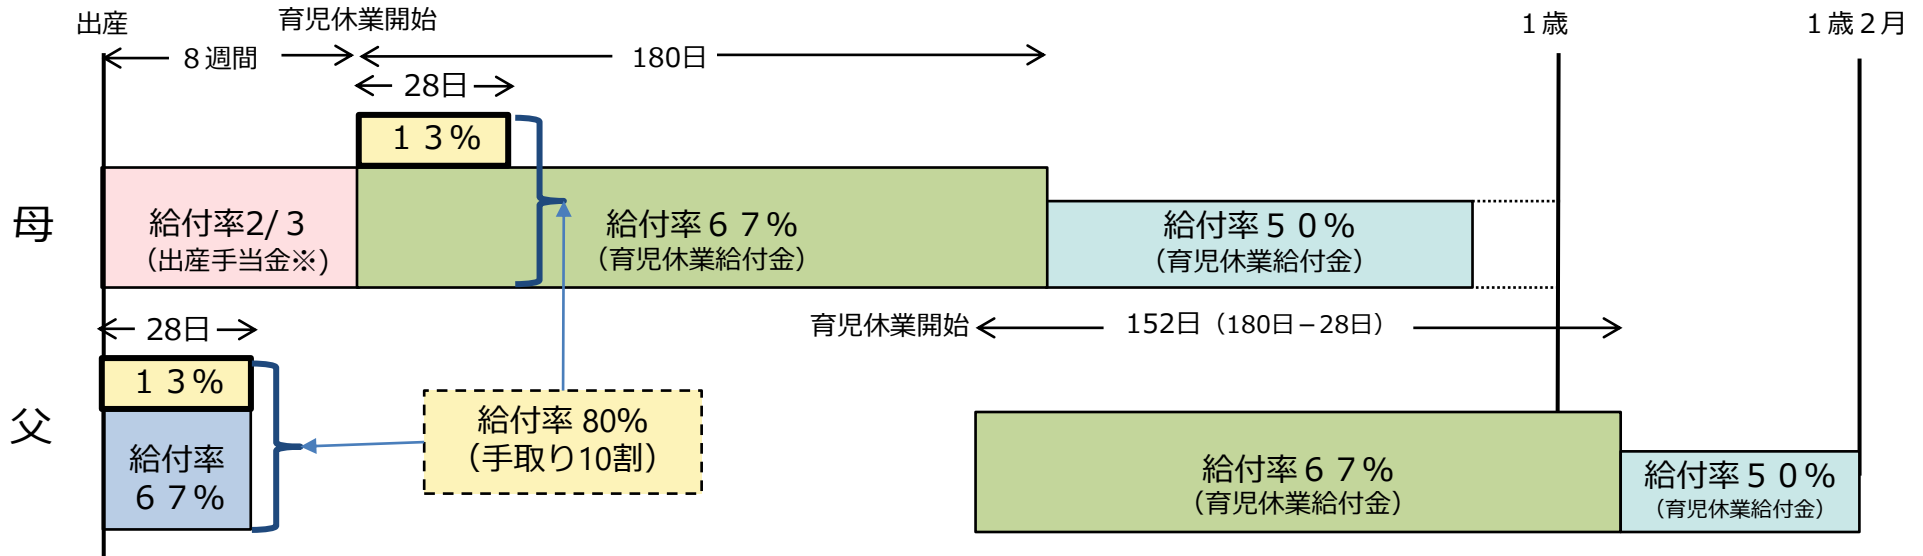 出産
育児休業開始
1歳
1歳2月
8週間
180日
28日
13%
母
給付率2/3
（出産手当金※）
給付率67%
（育児休業給付金）
給付率50%
（育児休業給付金）
28日
育児休業開始
152日（180日－28日）
13%
父
給付率
67%
給付率 80%
（手取り10割）
給付率67%
（育児休業給付金）
給付率50%
（育児休業給付金）